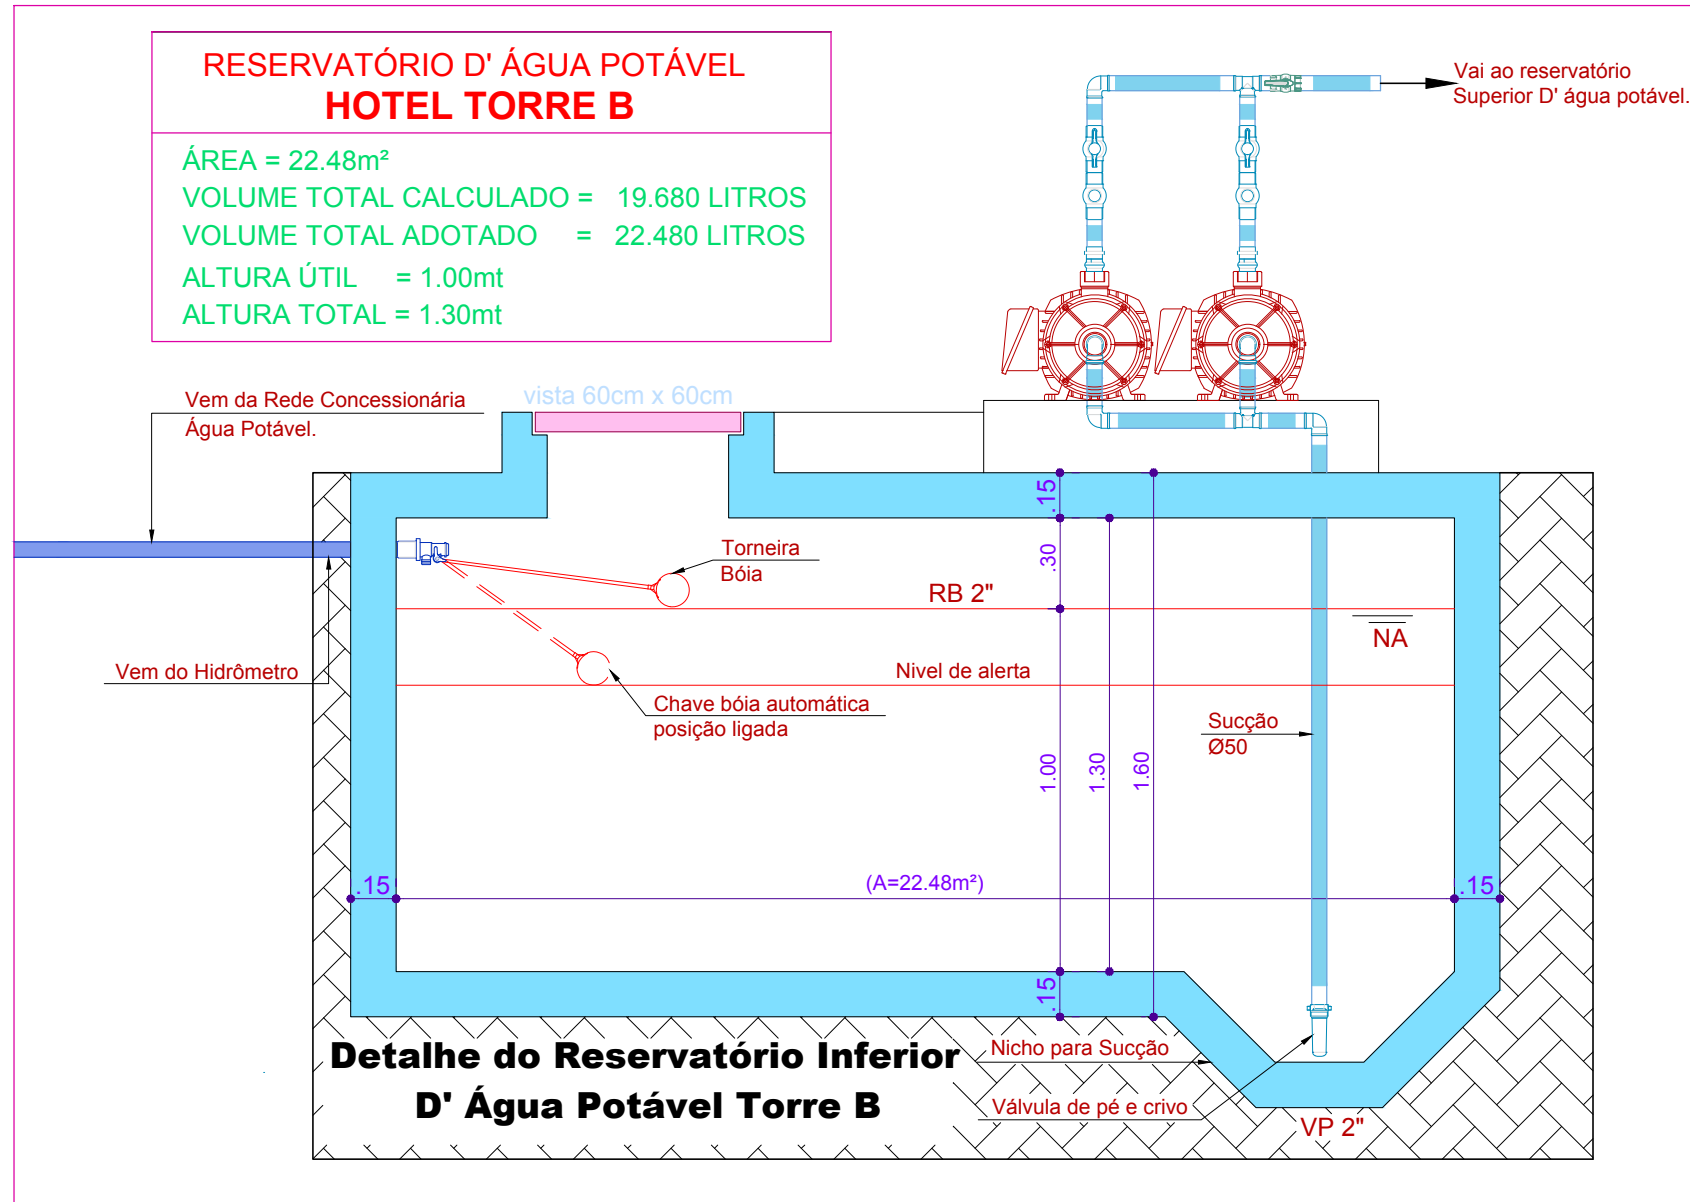 RESERVATÓRIO D' ÁGUA POTÁVEL
HOTEL TORRE B
ÁREA = 22.48m²
VOLUME TOTAL CALCULADO = 19.680 LITROS
VOLUME TOTAL ADOTADO = 22.480 LITROS
ALTURA ÚTIL = 1.00mt
ALTURA TOTAL = 1.30mt
Vai ao reservatório
Superior D' água potável.
Vem da Rede Concessionária
Água Potável.
vista 60cm x 60cm
.15
.30
Torneira
Bóia
RB 2"
NA
Vem do Hidrômetro
Nivel de alerta
Chave bóia automática
posição ligada
Sucção
Ø50
1.00
1.30
1.60
.15
(A=22.48m²)
.15
.15
Detalhe do Reservatório Inferior
D' Água Potável Torre B
Nicho para Sucção
Válvula de pé e crivo
VP 2"